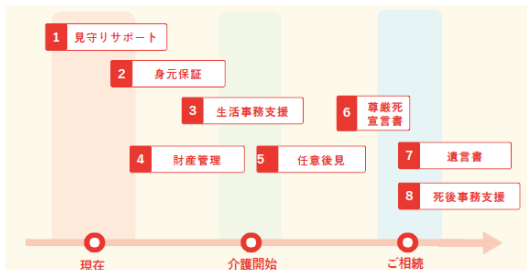 1 見守りサポート
2 身元保証
3 生活事務支援
6 尊厳死
宣言書
4 財産管理
5 任意後見
7 遺言書
8 死後事務支援
現在
介護開始
ご相続